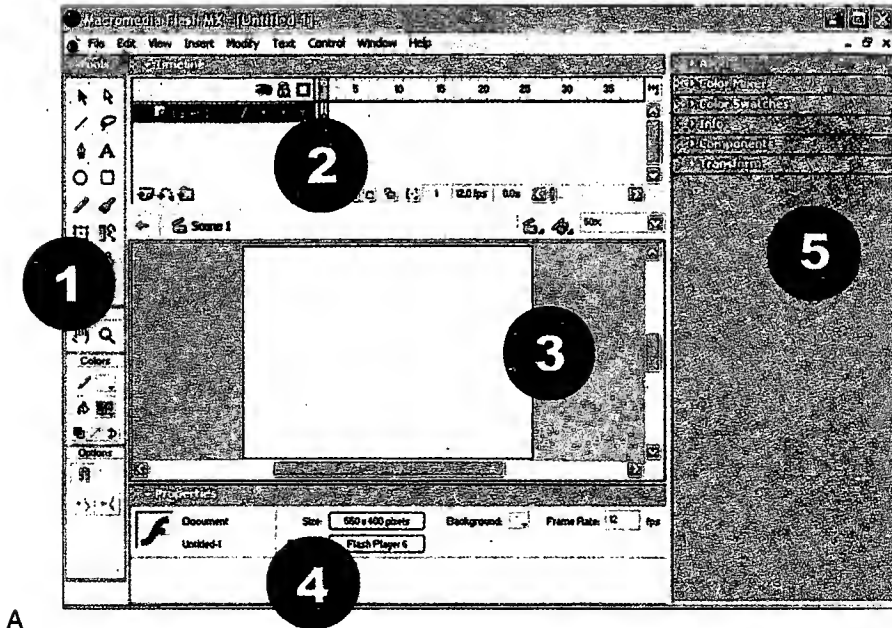 Macromedia Flash MX - [Untitled-1]
File Edit View Insert Modify Text Control Window Help
Tools
Timeline
5 10 15 20 25 30 35
Color Mixer
Color Swatches
Info
Components
Transform
2
1 12.0 fps 0.0s
Scene 1
50%
5
1
3
Colors
Options
Properties
Document
Size: 550 x 400 pixels
Background:
Frame Rate: 12 fps
Untitled-1
Flash Player 6
4
A